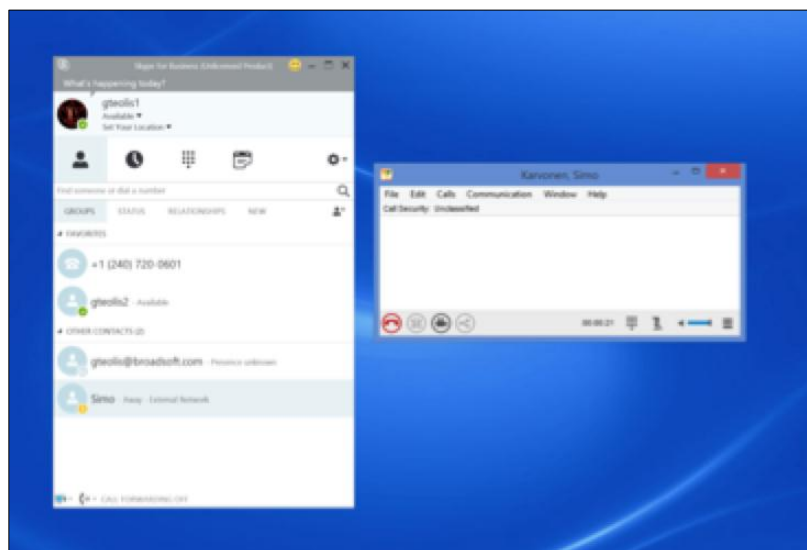 Skype for Business (Unlicensed Product)
What's happening today?
gteolis1
Available
Set Your Location
Find someone or dial a number
GROUPS STATUS RELATIONSHIPS NEW
FAVORITES
+1 (240) 720-0601
gteolis2 - Available
OTHER CONTACTS (2)
gteolis@broadsoft.com - Presence unknown
Simo - Away - External Network
CALL FORWARDING OFF
Karvonen, Simo
File Edit Calls Communication Window Help
Call Security: Unclassified
00:00:21